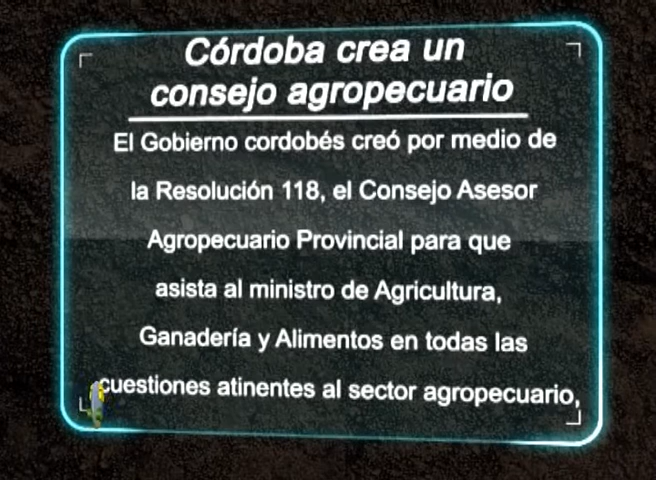 Córdoba crea un
consejo agropecuario
El Gobierno cordobés creó por medio de
la Resolución 118, el Consejo Asesor
Agropecuario Provincial para que
asista al ministro de Agricultura,
Ganadería y Alimentos en todas las
cuestiones atinentes al sector agropecuario,